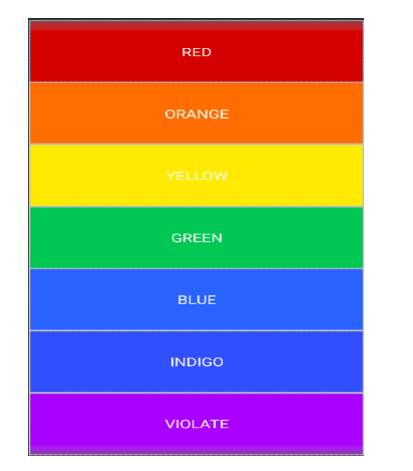 RED
ORANGE
YELLOW
GREEN
BLUE
INDIGO
VIOLATE